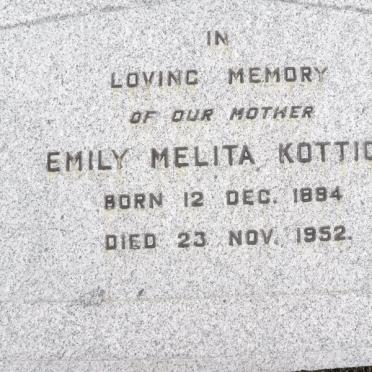 IN
LOVING MEMORY
OF OUR MOTHER
EMILY MELITA
BORN 12 DEC. 1884
DIED 23 NOV. 1952.